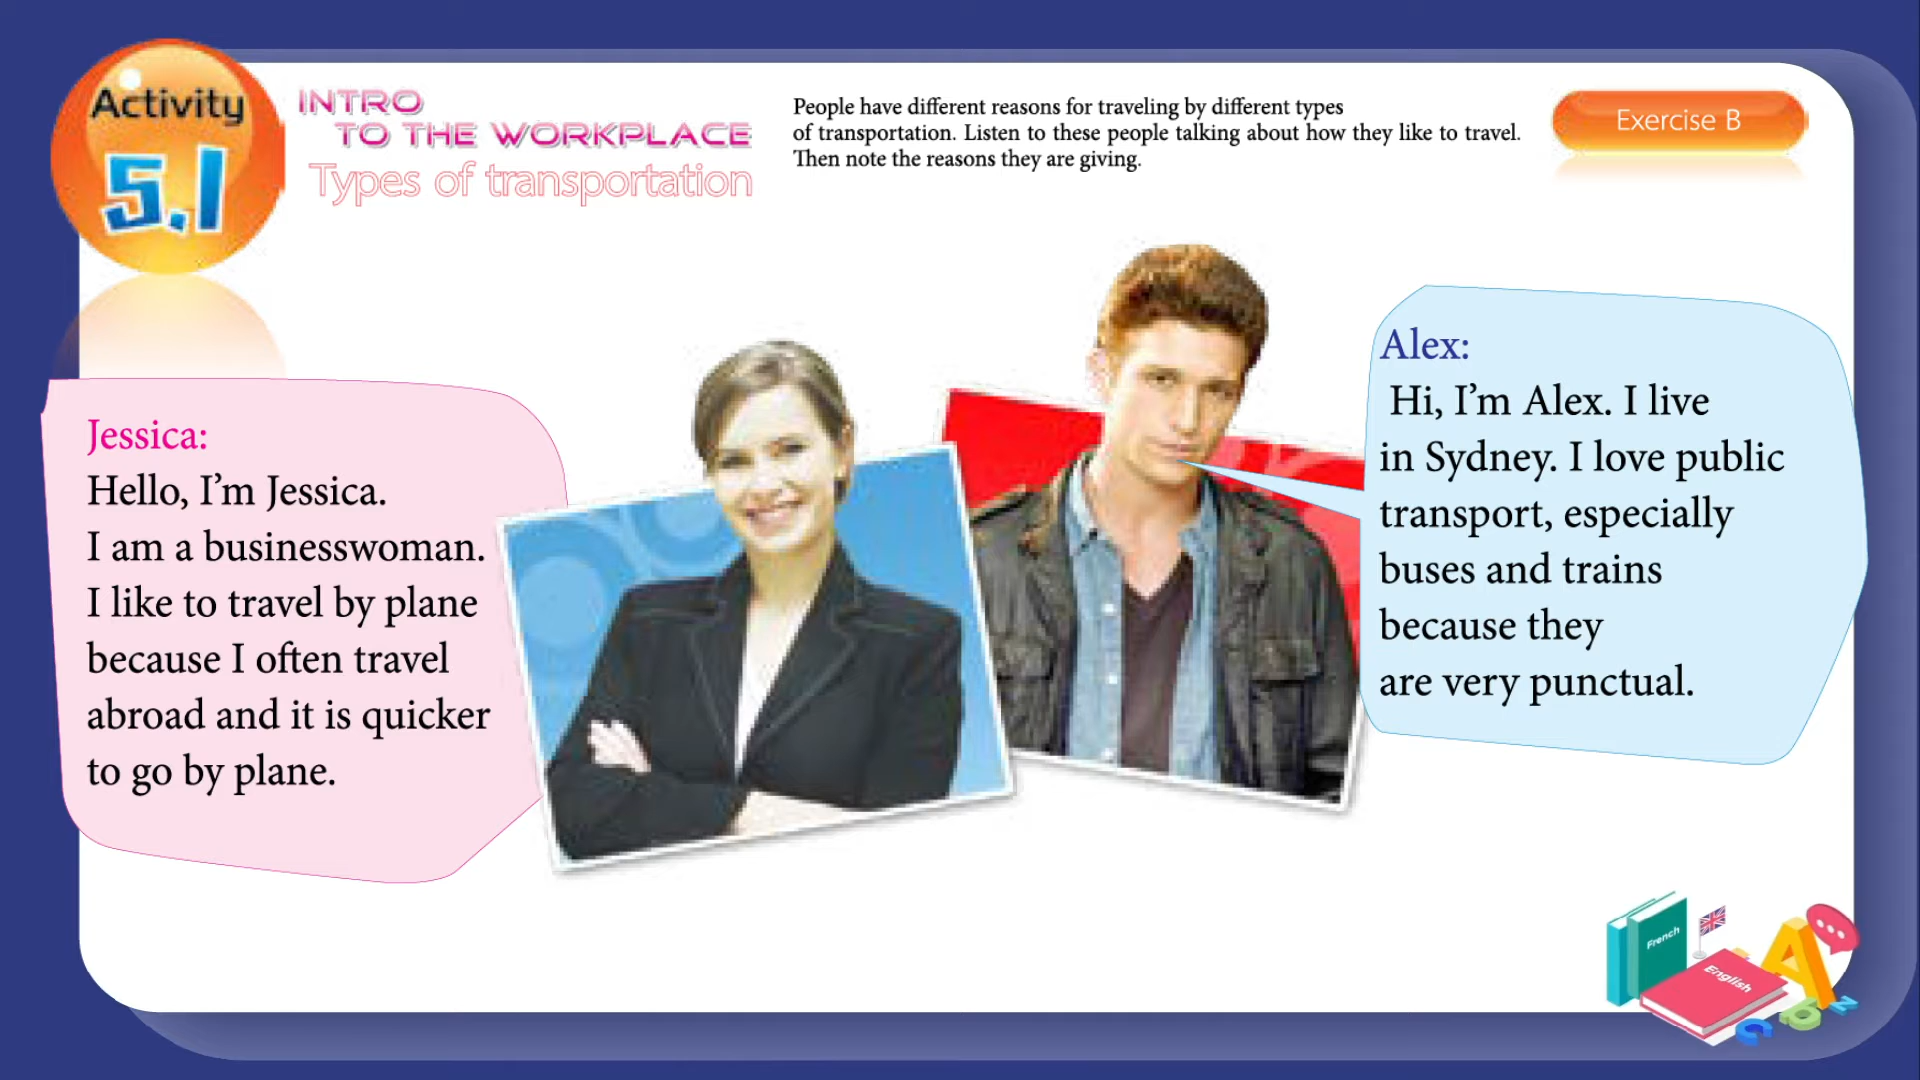 Activity
5.1
INTRO
TO THE WORKPLACE
Types of transportation
People have different reasons for traveling by different types
of transportation. Listen to these people talking about how they like to travel.
Then note the reasons they are giving.
Exercise B
Jessica:
Hello, I'm Jessica.
I am a businesswoman.
I like to travel by plane
because I often travel
abroad and it is quicker
to go by plane.
Alex:
Hi, I'm Alex. I live
in Sydney. I love public
transport, especially
buses and trains
because they
are very punctual.
French
English